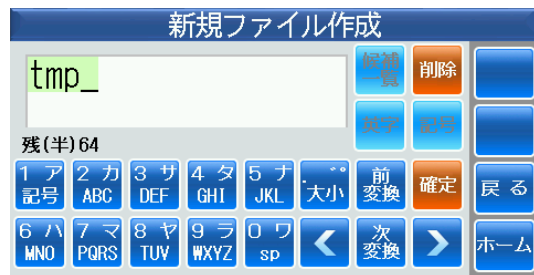 新規ファイル作成
tmp_
候補
一覧
削除
英字
記号
残(半)64
1 ア
記号
2 カ
ABC
3 サ
DEF
4 タ
GHI
5 ナ
JKL
.゛゜
大小
前
変換
確定
戻る
6 ハ
MNO
7 マ
PQRS
8 ヤ
TUV
9 ラ
WXYZ
0 ワ
sp
次
変換
ホーム